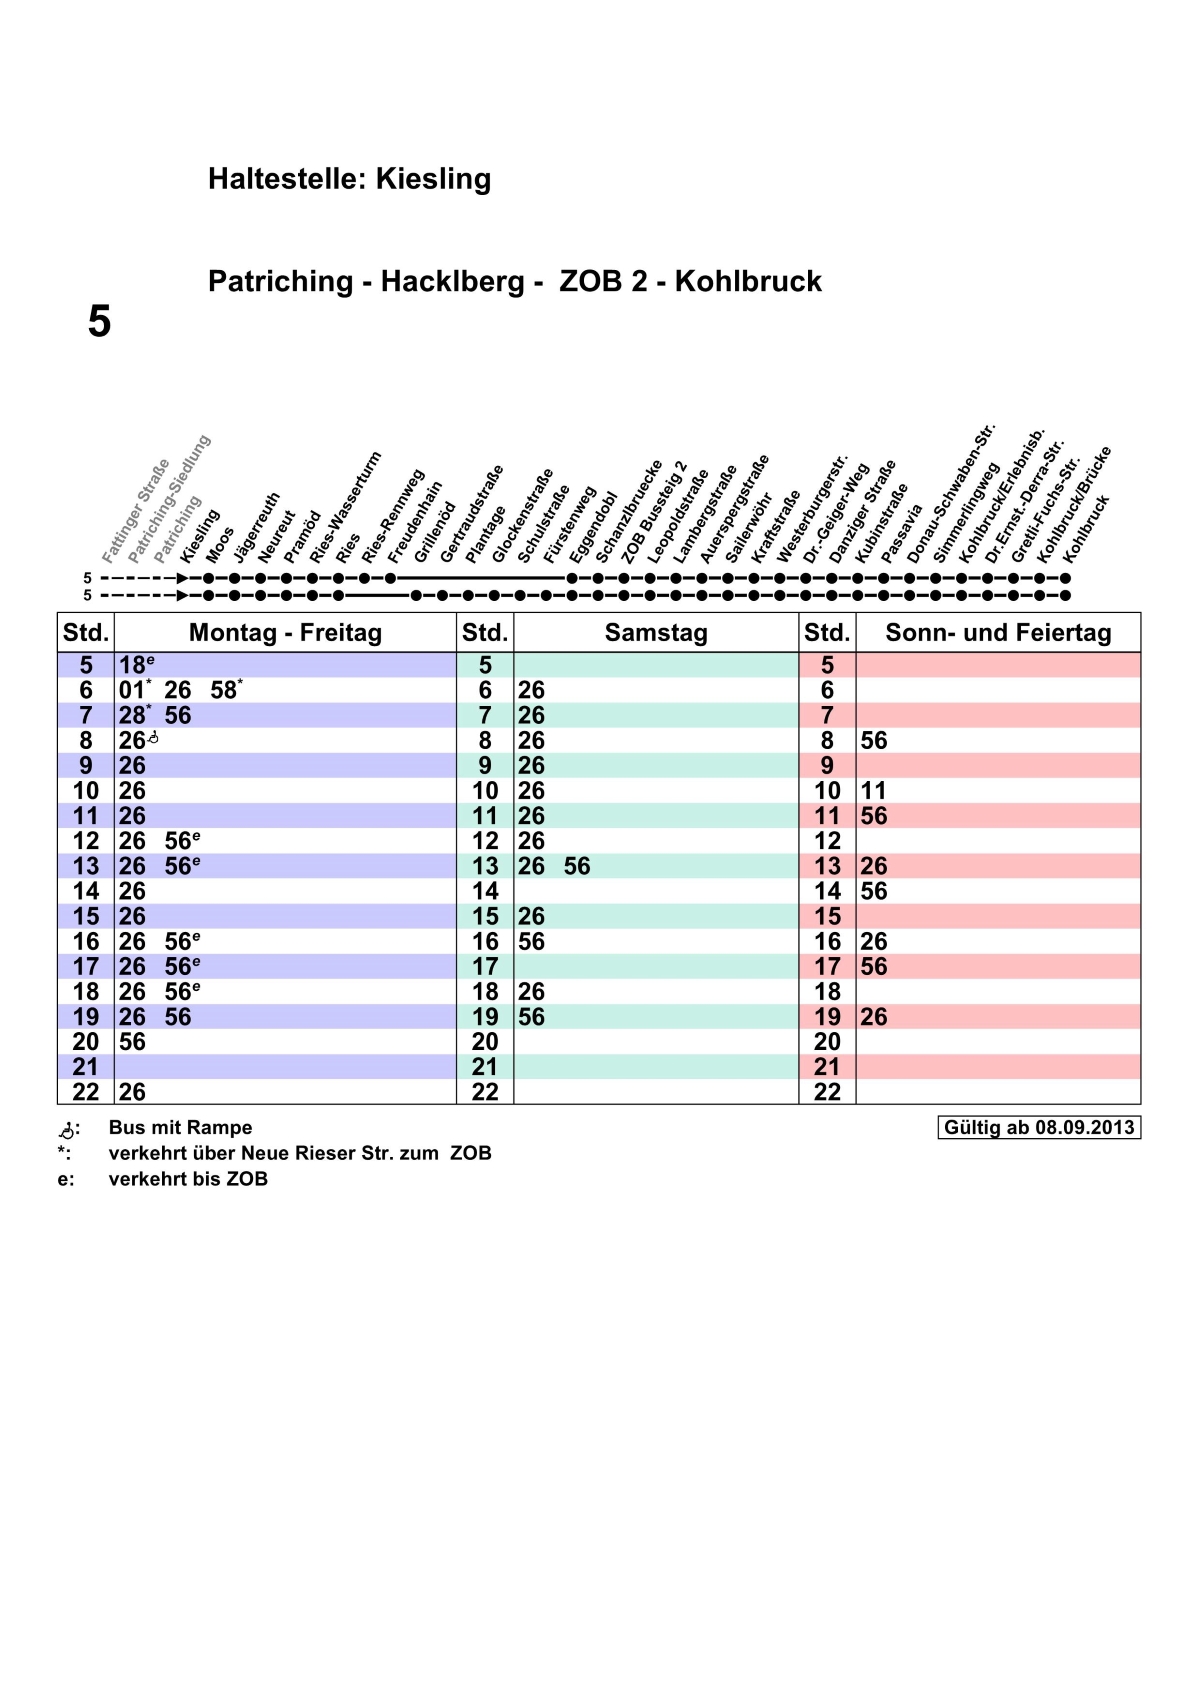 Haltestelle: Kiesling
Patriching - Hacklberg -  ZOB 2 - Kohlbruck
5
Fattinger Straße
Patriching-Siedlung
Patriching
Kiesling
Moos
Jägerreuth
Neureut
Pramöd
Ries-Wasserturm
Ries
Ries-Rennweg
Freudenhain
Grillenöd
Gertraudstraße
Plantage
Glockenstraße
Schulstraße
Fürstenweg
Eggendobl
Schanzlbruecke
ZOB Bussteig 2
Leopoldstraße
Lambergstraße
Auerspergstraße
Sailerwöhr
Kraftstraße
Westerburgerstr.
Dr.-Geiger-Weg
Danziger Straße
Kubinstraße
Passavia
Donau-Schwaben-Str.
Simmerlingweg
Kohlbruck/Erlebnisb.
Dr.Ernst.-Derra-Str.
Gretli-Fuchs-Str.
Kohlbruck/Brücke
Kohlbruck
5
5
Std. Montag - Freitag Std. Samstag Std. Sonn- und Feiertag
5 18e 5 5
6 01* 26 58* 6 26 6
7 28* 56 7 26 7
8 26 8 26 8 56
9 26 9 26 9
10 26 10 26 10 11
11 26 11 26 11 56
12 26 56e 12 26 12
13 26 56e 13 26 56 13 26
14 26 14 14 56
15 26 15 26 15
16 26 56e 16 56 16 26
17 26 56e 17 17 56
18 26 56e 18 26 18
19 26 56 19 56 19 26
20 56 20 20
21 21 21
22 26 22 22
: Bus mit Rampe Gültig ab 08.09.2013
*: verkehrt über Neue Rieser Str. zum  ZOB
e: verkehrt bis ZOB